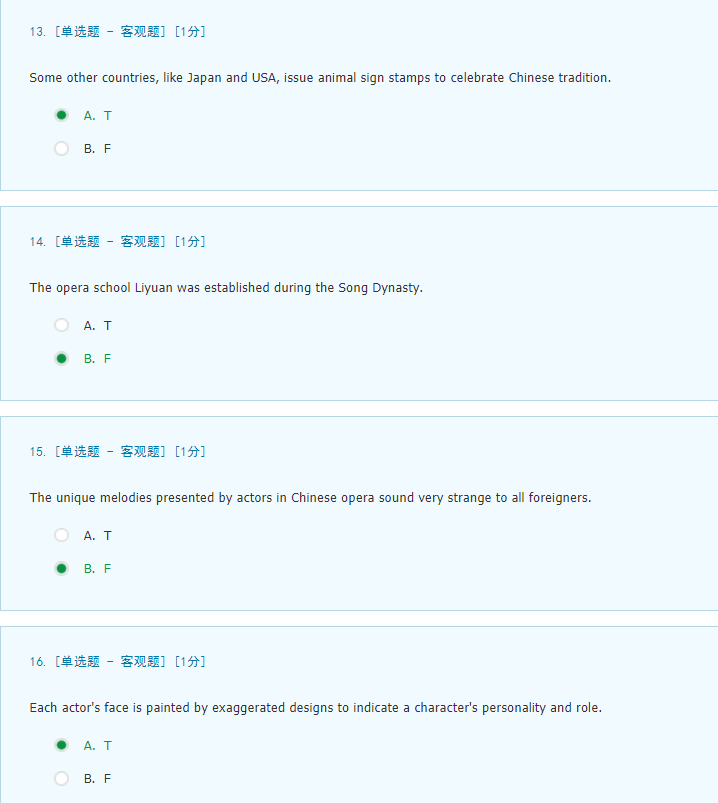 13. [单选题 - 客观题] [1分]
Some other countries, like Japan and USA, issue animal sign stamps to celebrate Chinese tradition.
A. T
B. F
14. [单选题 - 客观题] [1分]
The opera school Liyuan was established during the Song Dynasty.
A. T
B. F
15. [单选题 - 客观题] [1分]
The unique melodies presented by actors in Chinese opera sound very strange to all foreigners.
A. T
B. F
16. [单选题 - 客观题] [1分]
Each actor's face is painted by exaggerated designs to indicate a character's personality and role.
A. T
B. F